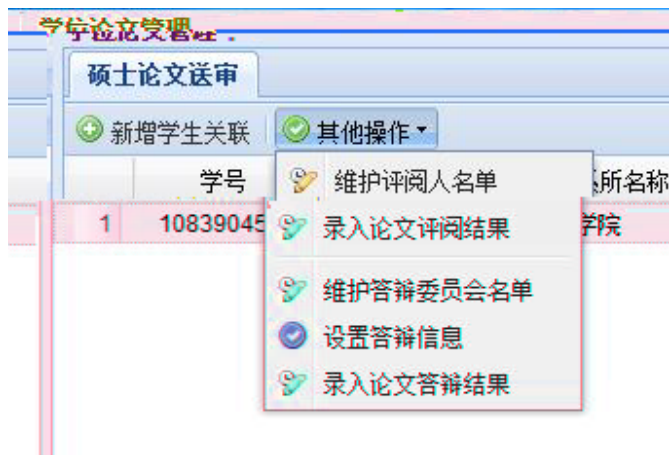 学位论文管理
硕士论文送审
新增学生关联 其他操作
学号 所名称
维护评阅人名单
1 10839045 学院
录入论文评阅结果
维护答辩委员会名单
设置答辩信息
录入论文答辩结果